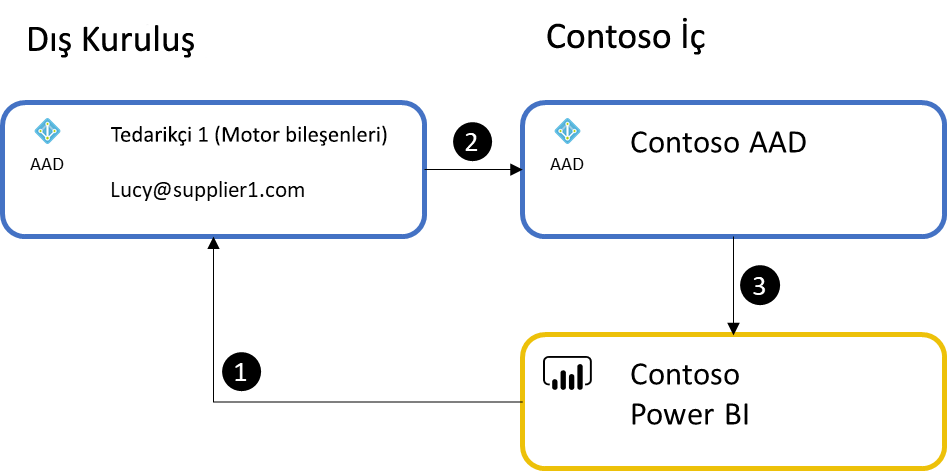 Dış Kuruluş
Contoso İç
AAD
Tedarikçi 1 (Motor bileşenleri)
Lucy@supplier1.com
2
AAD
Contoso AAD
3
1
Contoso
Power BI